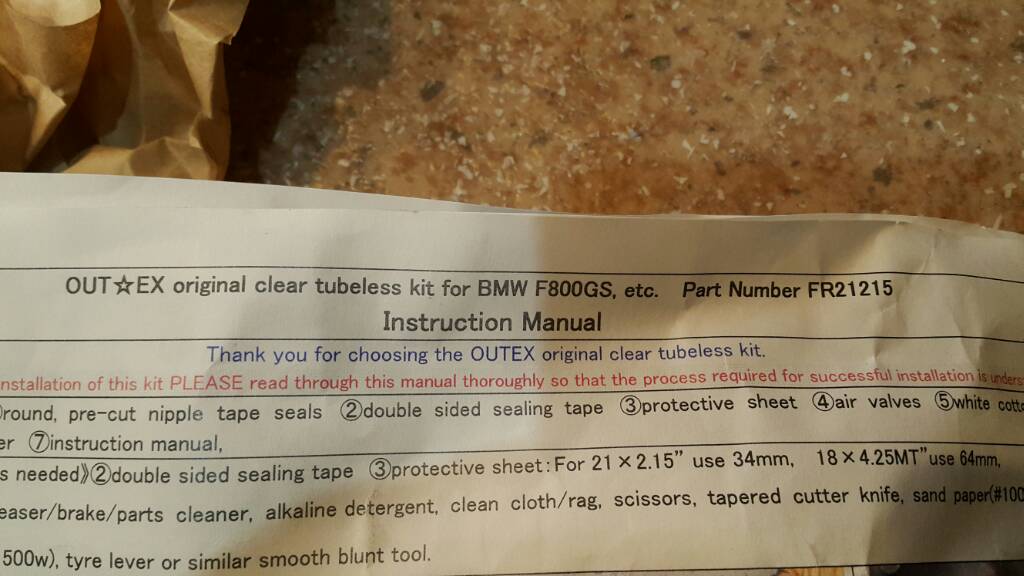 OUT☆EX original clear tubeless kit for BMW F800GS, etc. Part Number FR21215
Instruction Manual
Thank you for choosing the OUTEX original clear tubeless kit.
nstallation of this kit PLEASE read through this manual thoroughly so that the process required for successful installation is unders
round, pre-cut nipple tape seals ②double sided sealing tape ③protective sheet ④air valves ⑤white cotto
er ⑦instruction manual,
s needed》②double sided sealing tape ③protective sheet:For 21×2.15” use 34mm, 18×4.25MT”use 64mm,
easer/brake/parts cleaner, alkaline detergent, clean cloth/rag, scissors, tapered cutter knife, sand paper(#100
500w), tyre lever or similar smooth blunt tool.